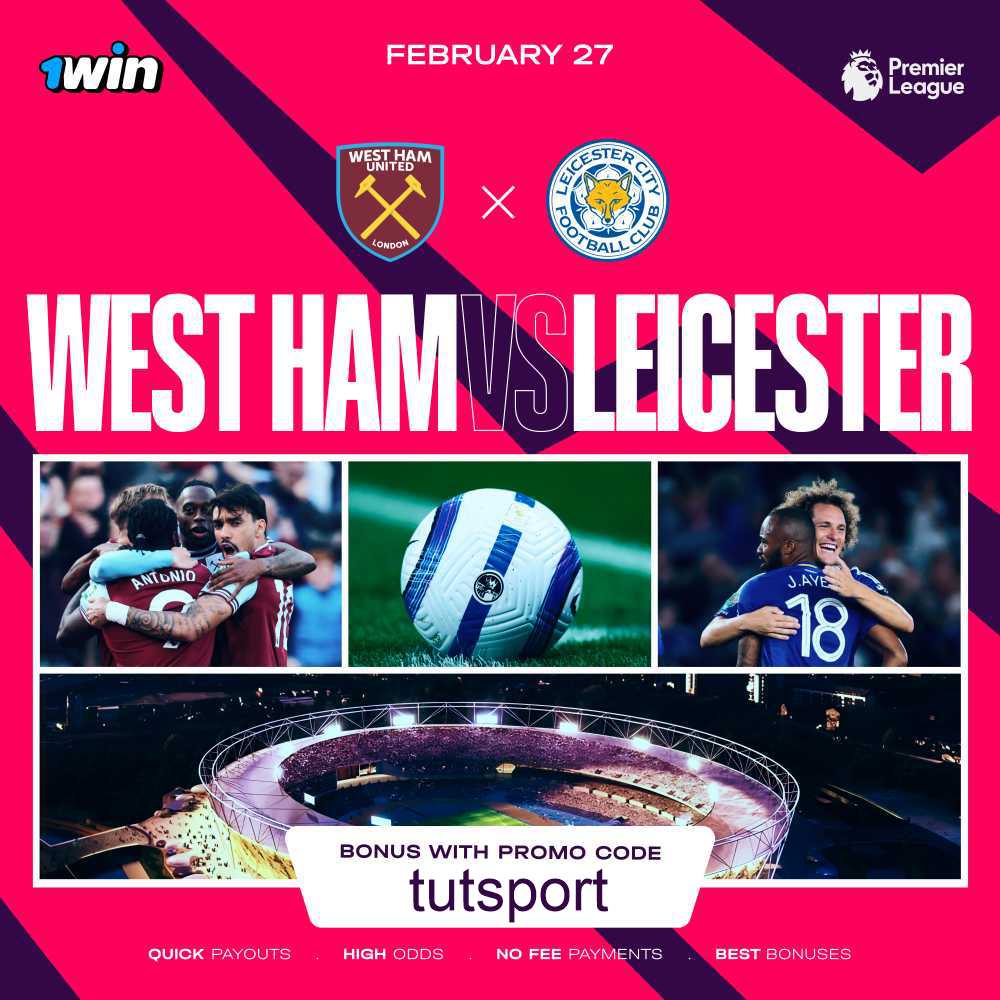 1win
FEBRUARY 27
Premier
League
WEST HAM
UNITED
LONDON
LEICESTER CITY
FOOTBALL CLUB
WEST HAM VS LEICESTER
ANTONIO
J.AYE
18
BONUS WITH PROMO CODE
tutsport
QUICK PAYOUTS . HIGH ODDS . NO FEE PAYMENTS . BEST BONUSES